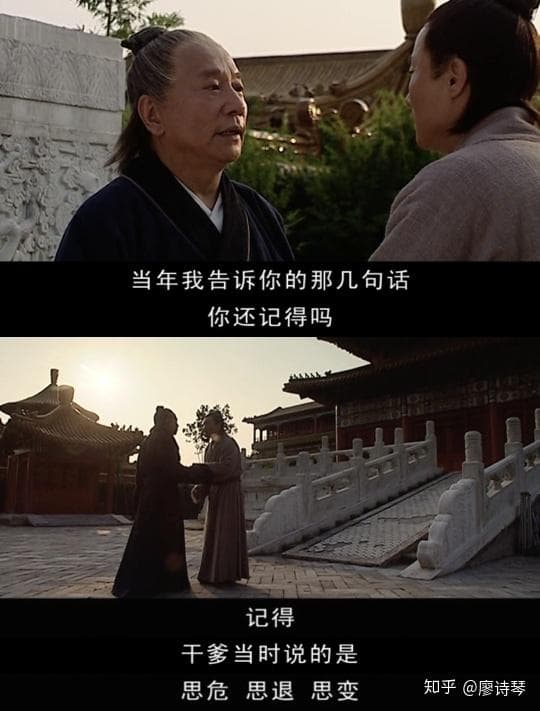 当年我告诉你的那几句话
你还记得吗
记得
干爹当时说的是
思危 思退 思变
知乎 @廖诗琴